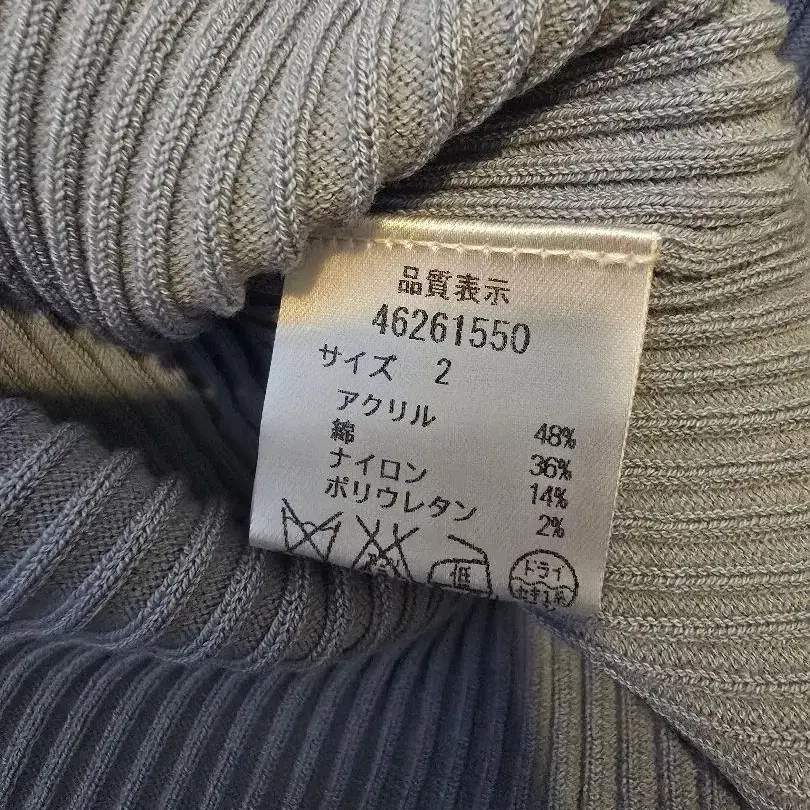 品質表示
46261550
サイズ 2
アクリル 48%
綿 36%
ナイロン 14%
ポリウレタン 2%
低 ドライ